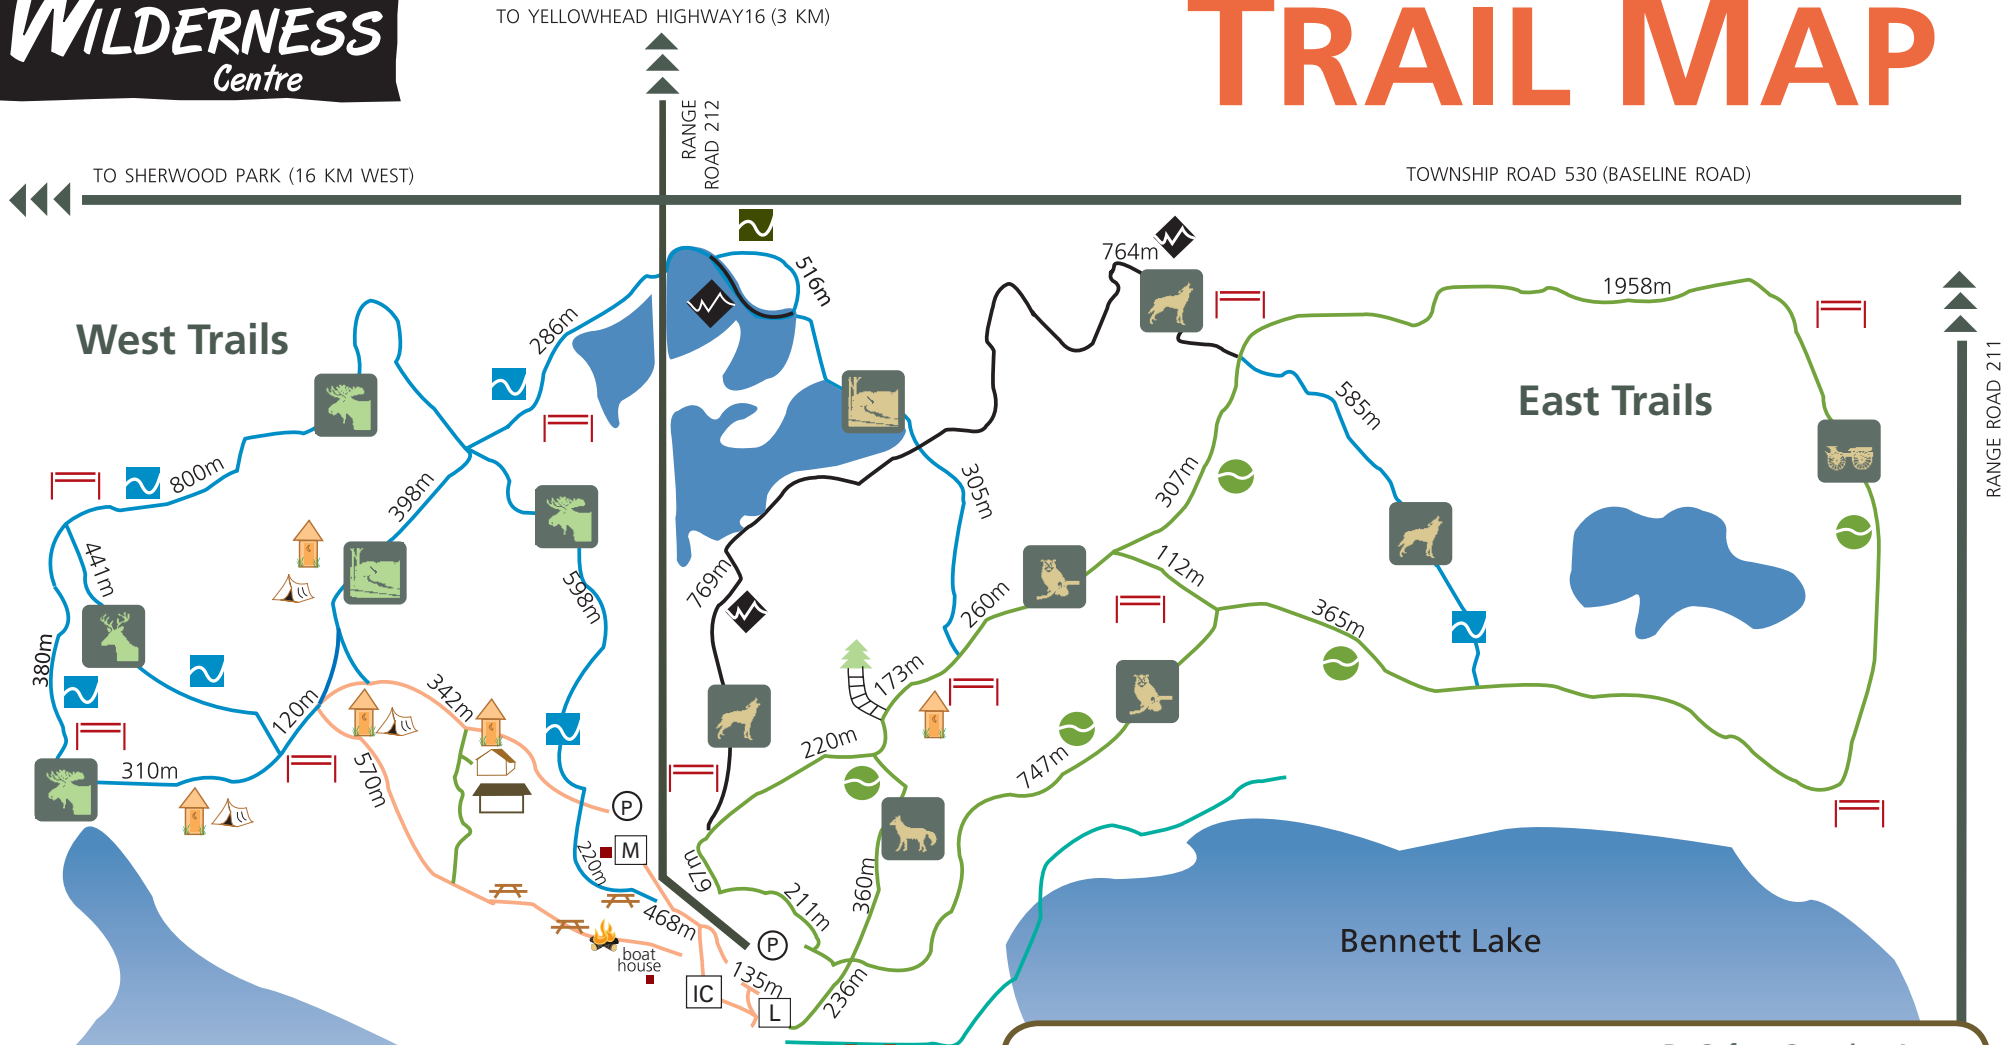 WILDERNESS
Centre
TO YELLOWHEAD HIGHWAY16 (3 KM)
TRAIL MAP
RANGE
ROAD 212
TO SHERWOOD PARK (16 KM WEST)
TOWNSHIP ROAD 530 (BASELINE ROAD)
West Trails
East Trails
RANGE ROAD 211
764m
1958m
516m
286m
585m
800m
398m
305m
307m
441m
598m
769m
112m
260m
365m
380m
173m
342m
120m
220m
747m
310m
570m
P
M
220m
67m
211m
360m
468m
boat
house
P
135m
236m
IC
L
Bennett Lake